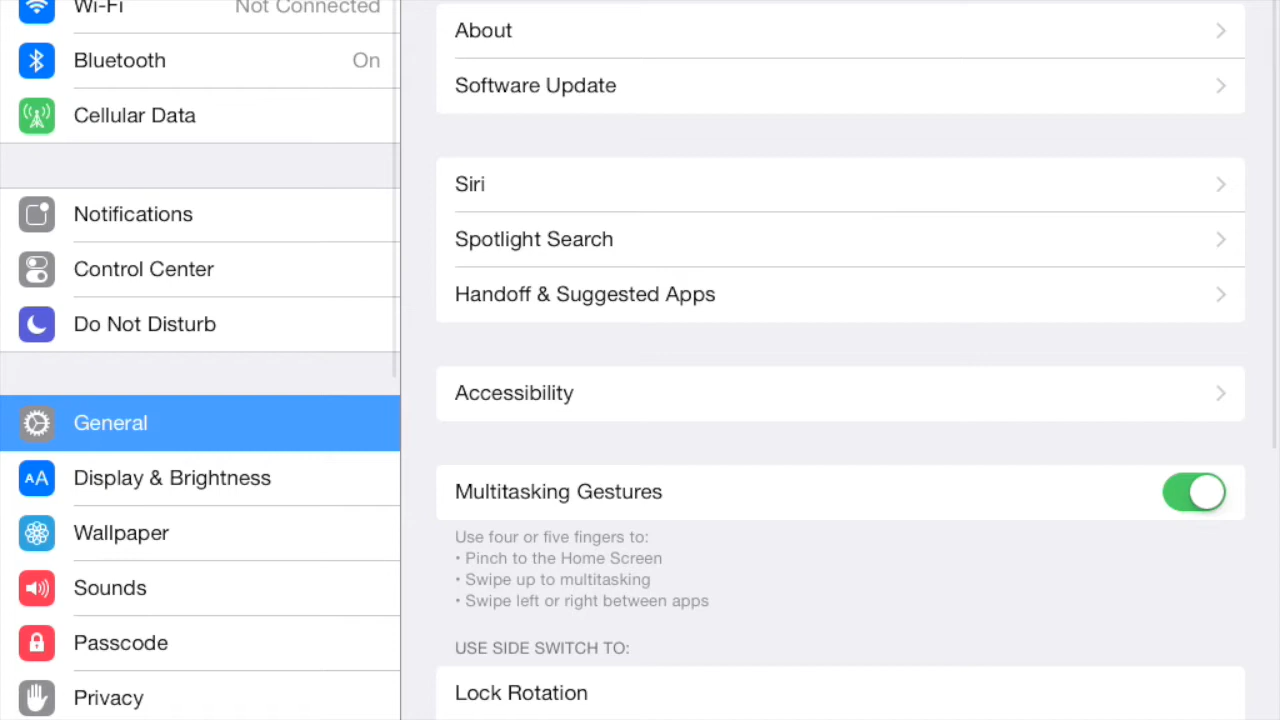 Wi-Fi Not Connected
Bluetooth On
Cellular Data
Notifications
Control Center
Do Not Disturb
General
AA Display & Brightness
Wallpaper
Sounds
Passcode
Privacy
About
Software Update
Siri
Spotlight Search
Handoff & Suggested Apps
Accessibility
Multitasking Gestures
Use four or five fingers to:
• Pinch to the Home Screen
• Swipe up to multitasking
• Swipe left or right between apps
USE SIDE SWITCH TO:
Lock Rotation